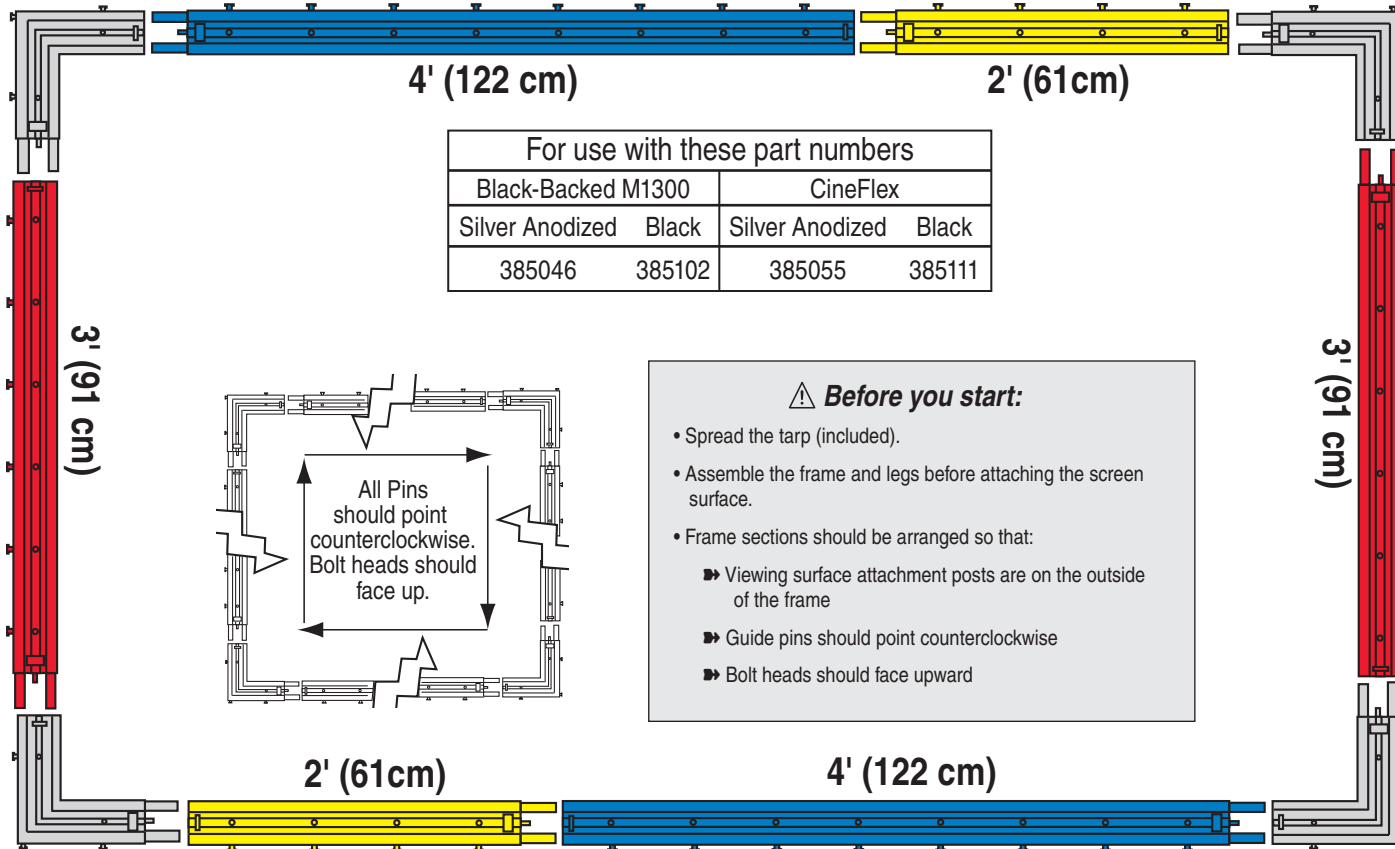 4' (122 cm)
2' (61cm)
For use with these part numbers
Black-Backed M1300 CineFlex
Silver Anodized Black Silver Anodized Black
385046 385102 385055 385111
3' (91 cm)
3' (91 cm)
All Pins
should point
counterclockwise.
Bolt heads should
face up.
⚠ Before you start:
• Spread the tarp (included).
• Assemble the frame and legs before attaching the screen
surface.
• Frame sections should be arranged so that:
➽ Viewing surface attachment posts are on the outside
of the frame
➽ Guide pins should point counterclockwise
➽ Bolt heads should face upward
2' (61cm)
4' (122 cm)